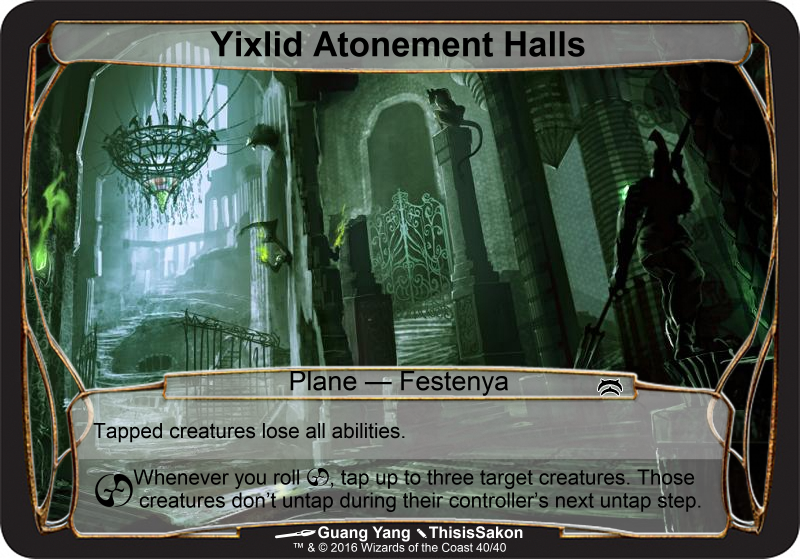 Yixlid Atonement Halls
Plane — Festenya
Tapped creatures lose all abilities.
Whenever you roll , tap up to three target creatures. Those
creatures don't untap during their controller's next untap step.
Guang Yang ThisisSakon
™ & © 2016 Wizards of the Coast 40/40